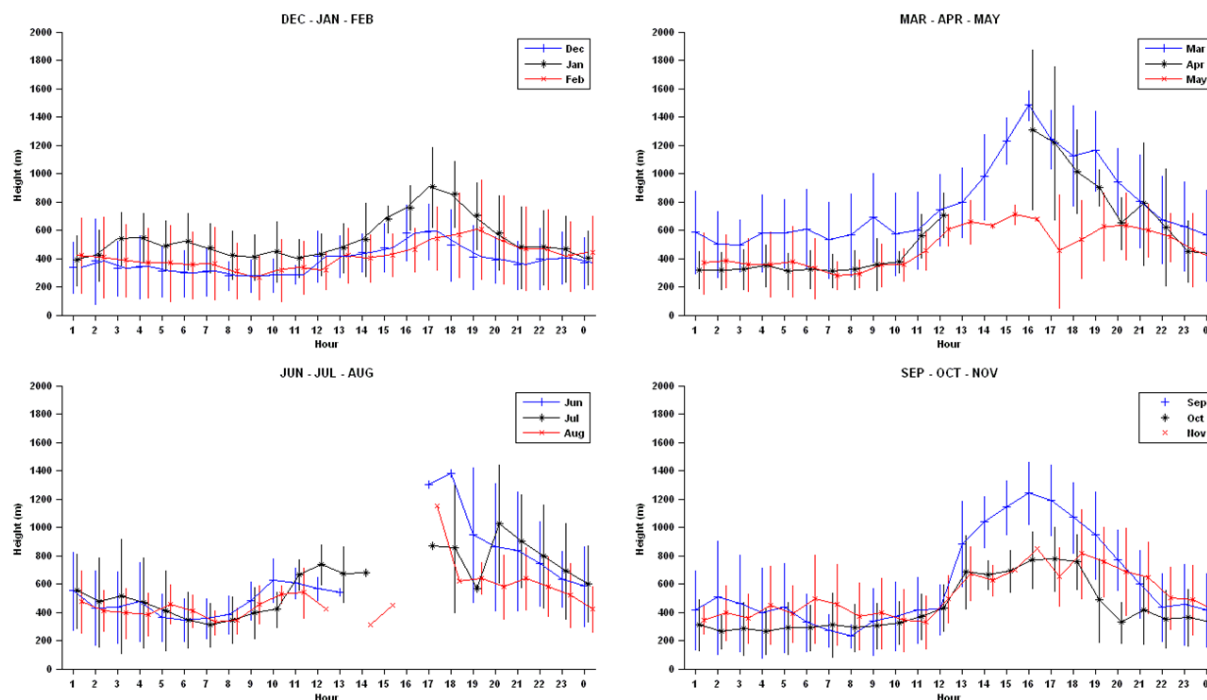 DEC - JAN - FEB
2000
1800
1600
1400
1200
1000
800
600
400
200
0
Height (m)
Dec
Jan
Feb
1 2 3 4 5 6 7 8 9 10 11 12 13 14 15 16 17 18 19 20 21 22 23 0
Hour
MAR - APR - MAY
2000
1800
1600
1400
1200
1000
800
600
400
200
0
Height (m)
Mar
Apr
May
1 2 3 4 5 6 7 8 9 10 11 12 13 14 15 16 17 18 19 20 21 22 23 0
Hour
JUN - JUL - AUG
2000
1800
1600
1400
1200
1000
800
600
400
200
0
Height (m)
Jun
Jul
Aug
1 2 3 4 5 6 7 8 9 10 11 12 13 14 15 16 17 18 19 20 21 22 23 0
Hour
SEP - OCT - NOV
2000
1800
1600
1400
1200
1000
800
600
400
200
0
Height (m)
Sep
Oct
Nov
1 2 3 4 5 6 7 8 9 10 11 12 13 14 15 16 17 18 19 20 21 22 23 0
Hour